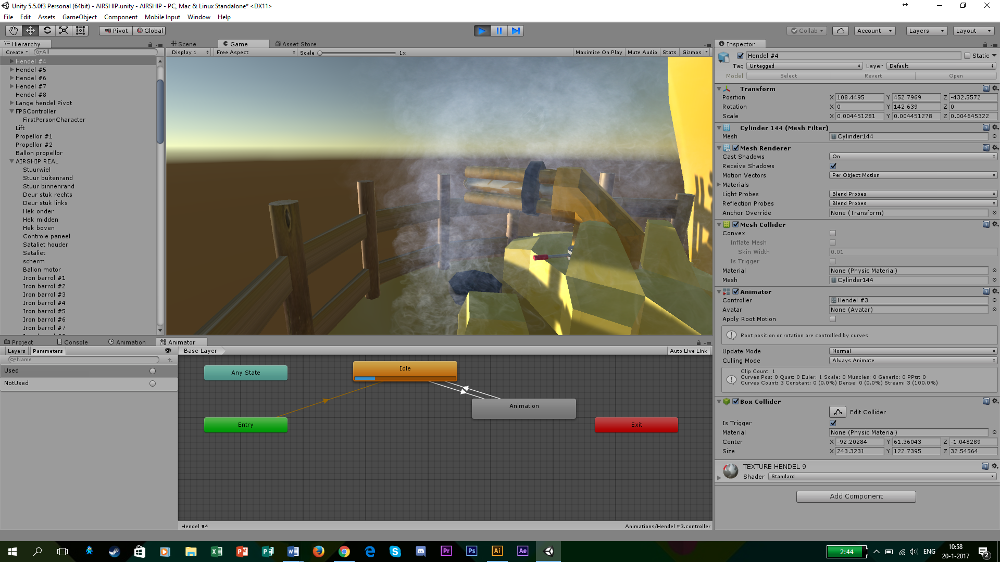 Unity 5.5.0f3 Personal (64bit) - AIRSHIP.unity - AIRSHIP - PC, Mac & Linux Standalone* <DX11>
File Edit Assets GameObject Component Mobile Input Window Help
Pivot Global
Collab Account Layers Layout
Hierarchy
Create All
Hendel #4
Hendel #5
Hendel #6
Hendel #7
Hendel #8
Lange hendel Pivot
FPSController
FirstPersonCharacter
Lift
Propellor #1
Propellor #2
Ballon propellor
AIRSHIP REAL
Stuurwiel
Stuur buitenrand
Stuur binnenrand
Deur stuk rechts
Deur stuk links
Hek onder
Hek midden
Hek boven
Controle paneel
Sataliet houder
Sataliet
scherm
Ballon motor
Iron barrol #1
Iron barrol #2
Iron barrol #3
Iron barrol #4
Iron barrol #5
Iron barrol #6
Iron barrol #7
Scene Game Asset Store
Display 1 Free Aspect Scale 1x Maximize On Play Mute Audio Stats Gizmos
Inspector
Hendel #4 Static
Tag Untagged Layer Default
Model Select Revert Open
Transform
Position X 108.4495 Y 452.7969 Z -432.5572
Rotation X 0 Y 142.639 Z 0
Scale X 0.004451281 Y 0.004451278 Z 0.004645322
Cylinder 144 (Mesh Filter)
Mesh Cylinder144
Mesh Renderer
Cast Shadows On
Receive Shadows
Motion Vectors Per Object Motion
Materials
Light Probes Blend Probes
Reflection Probes Blend Probes
Anchor Override None (Transform)
Mesh Collider
Convex
Inflate Mesh
Skin Width 0.01
Is Trigger
Material None (Physic Material)
Mesh Cylinder144
Animator
Controller Hendel #3
Avatar None (Avatar)
Apply Root Motion
Root position or rotation are controlled by curves
Update Mode Normal
Culling Mode Always Animate
Clip Count: 1
Curves Pos: 0 Quat: 0 Euler: 1 Scale: 0 Muscles: 0 Generic: 0 PPtr: 0
Curves Count: 3 Constant: 0 (0.0%) Dense: 0 (0.0%) Stream: 3 (100.0%)
Box Collider
Edit Collider
Is Trigger
Material None (Physic Material)
Center X -92.20284 Y 61.36043 Z -1.048289
Size X 243.3231 Y 122.7395 Z 32.54564
TEXTURE HENDEL 9
Shader Standard
Add Component
Project Console Animation Animator
Layers Parameters Base Layer Auto Live Link
Name
Used
NotUsed
Any State
Idle
Animation
Entry
Exit
Hendel #4 Animations/Hendel #3.controller
2:44 ENG
10:58
20-1-2017
2
Pr Ps Ai Ae